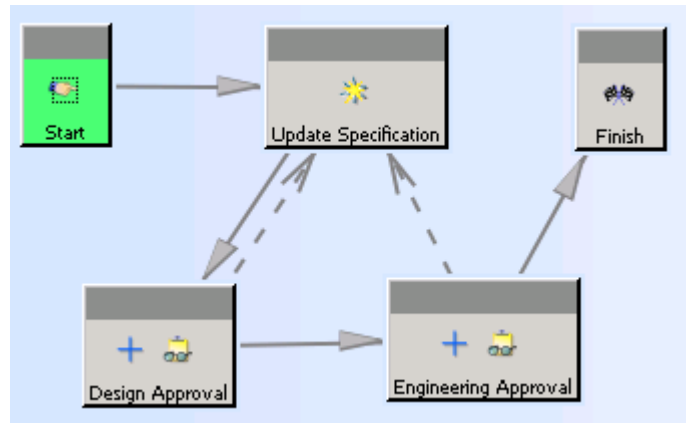 Start
Update Specification
Finish
Design Approval
Engineering Approval